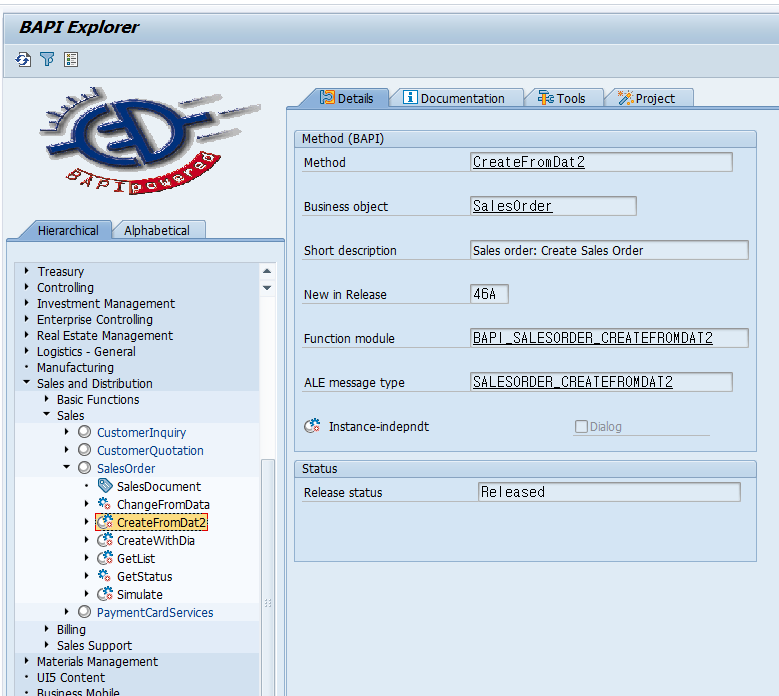 BAPI Explorer
BAPI powered
Hierarchical
Alphabetical
Treasury
Controlling
Investment Management
Enterprise Controlling
Real Estate Management
Logistics - General
Manufacturing
Sales and Distribution
Basic Functions
Sales
CustomerInquiry
CustomerQuotation
SalesOrder
SalesDocument
ChangeFromData
CreateFromDat2
CreateWithDia
GetList
GetStatus
Simulate
PaymentCardServices
Billing
Sales Support
Materials Management
UI5 Content
Business Mobile
Details
Documentation
Tools
Project
Method (BAPI)
Method CreateFromDat2
Business object SalesOrder
Short description Sales order: Create Sales Order
New in Release 46A
Function module BAPI_SALESORDER_CREATEFROMDAT2
ALE message type SALESORDER_CREATEFROMDAT2
Instance-indepndt Dialog
Status
Release status Released